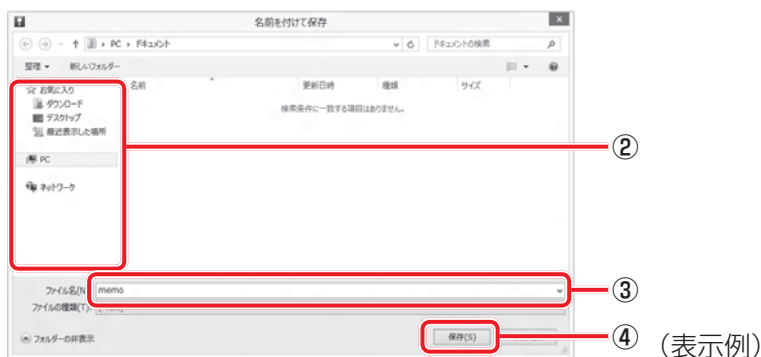 名前を付けて保存
PC ▸ ドキュメント
ドキュメントの検索
整理 新しいフォルダー
名前 更新日時 種類 サイズ
検索条件に一致する項目はありません。
お気に入り
ダウンロード
デスクトップ
最近表示した場所
PC
ネットワーク
②
ファイル名(N) memo
③
ファイルの種類(T):
フォルダーの非表示
保存(S)
④
(表示例)